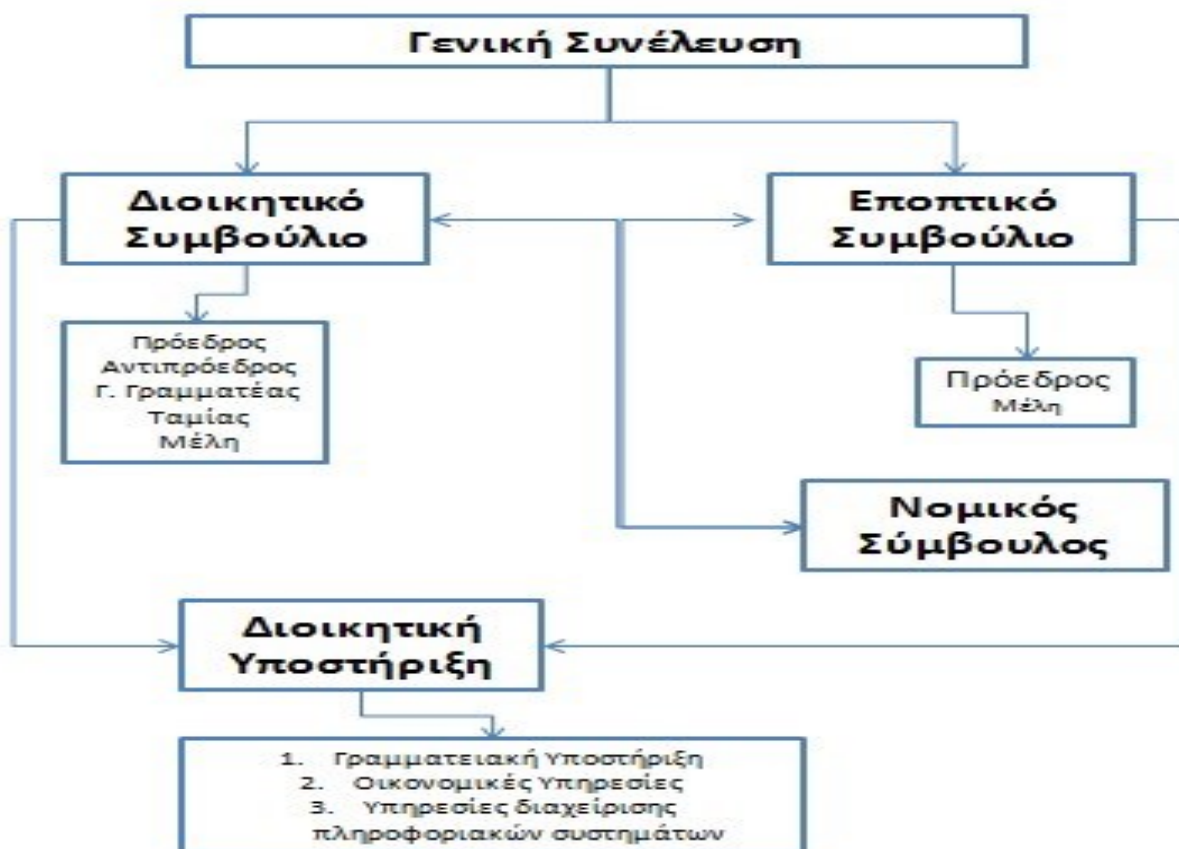 Γενική Συνέλευση
Διοικητικό
Συμβούλιο
Εποπτικό
Συμβούλιο
Πρόεδρος
Αντιπρόεδρος
Γ. Γραμματέας
Ταμίας
Μέλη
Πρόεδρος
Μέλη
Νομικός
Σύμβουλος
Διοικητική
Υποστήριξη
1. Γραμματειακή Υποστήριξη
2. Οικονομικές Υπηρεσίες
3. Υπηρεσίες διαχείρισης
πληροφοριακών συστημάτων